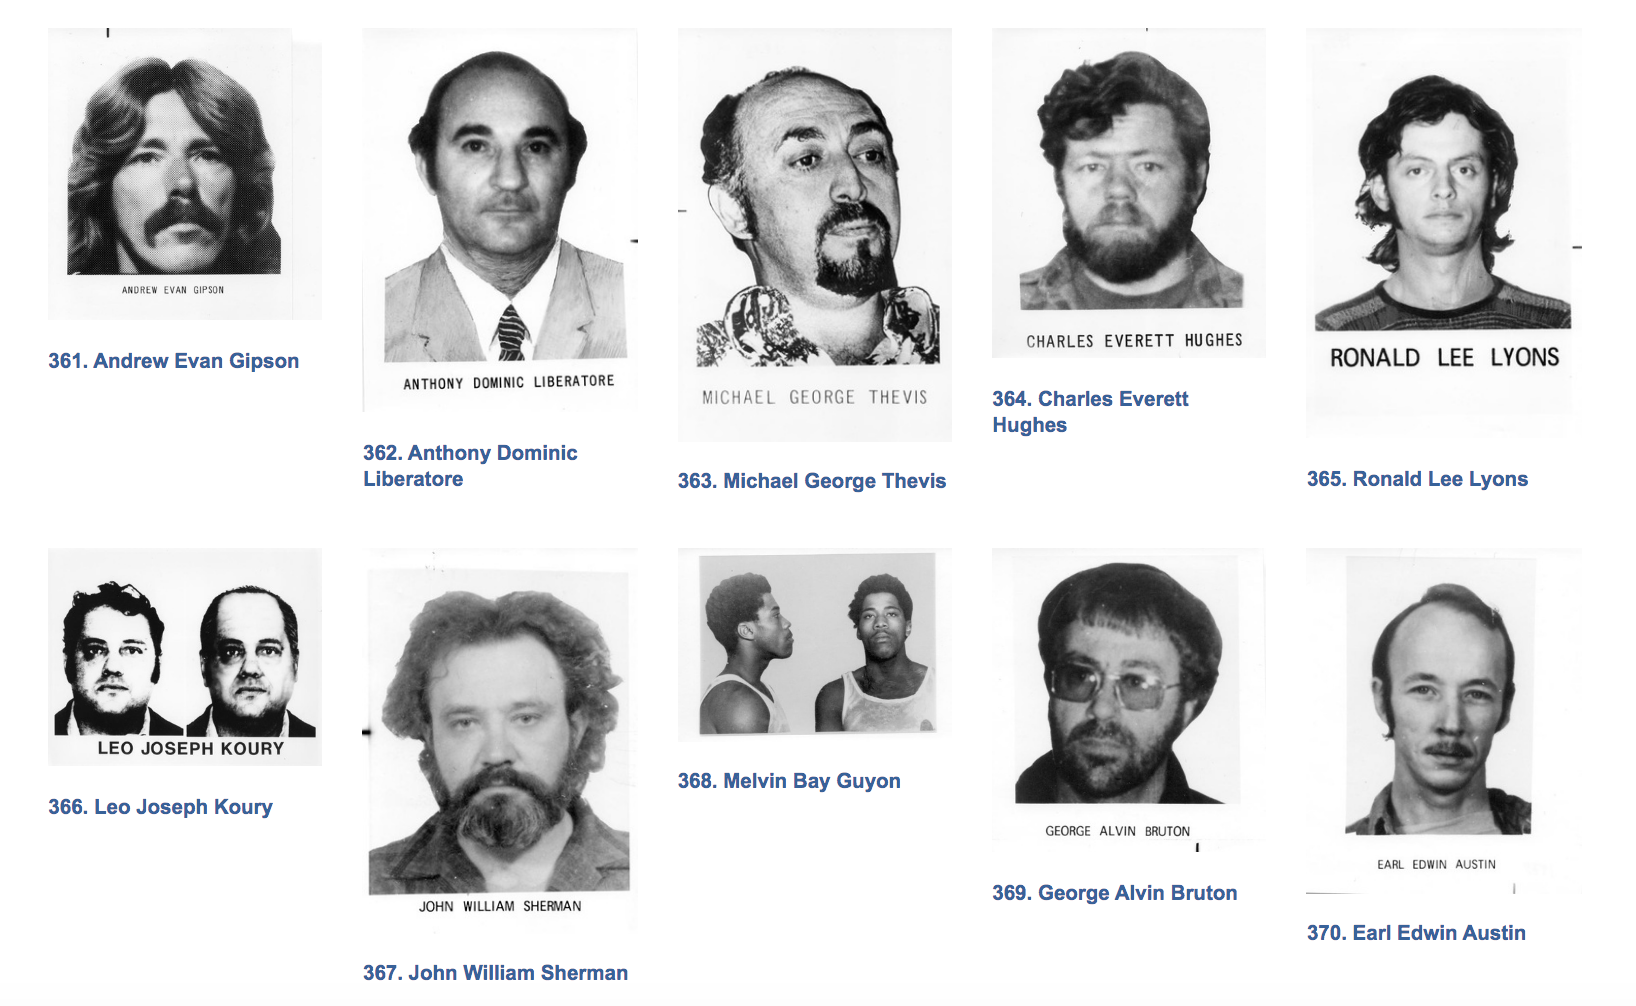 ANDREW EVAN GIPSON
361. Andrew Evan Gipson
ANTHONY DOMINIC LIBERATORE
362. Anthony Dominic
Liberatore
MICHAEL GEORGE THEVIS
363. Michael George Thevis
CHARLES EVERETT HUGHES
364. Charles Everett
Hughes
RONALD LEE LYONS
365. Ronald Lee Lyons
LEO JOSEPH KOURY
366. Leo Joseph Koury
JOHN WILLIAM SHERMAN
367. John William Sherman
368. Melvin Bay Guyon
GEORGE ALVIN BRUTON
369. George Alvin Bruton
EARL EDWIN AUSTIN
370. Earl Edwin Austin